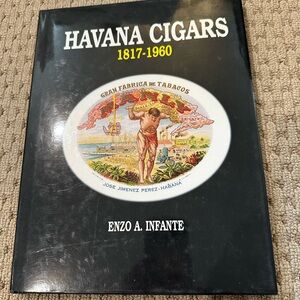 HAVANA CIGARS
1817-1960
GRAN FABRICA DE TABACOS
JOSE JIMENEZ PEREZ-HABANA
ENZO A. INFANTE